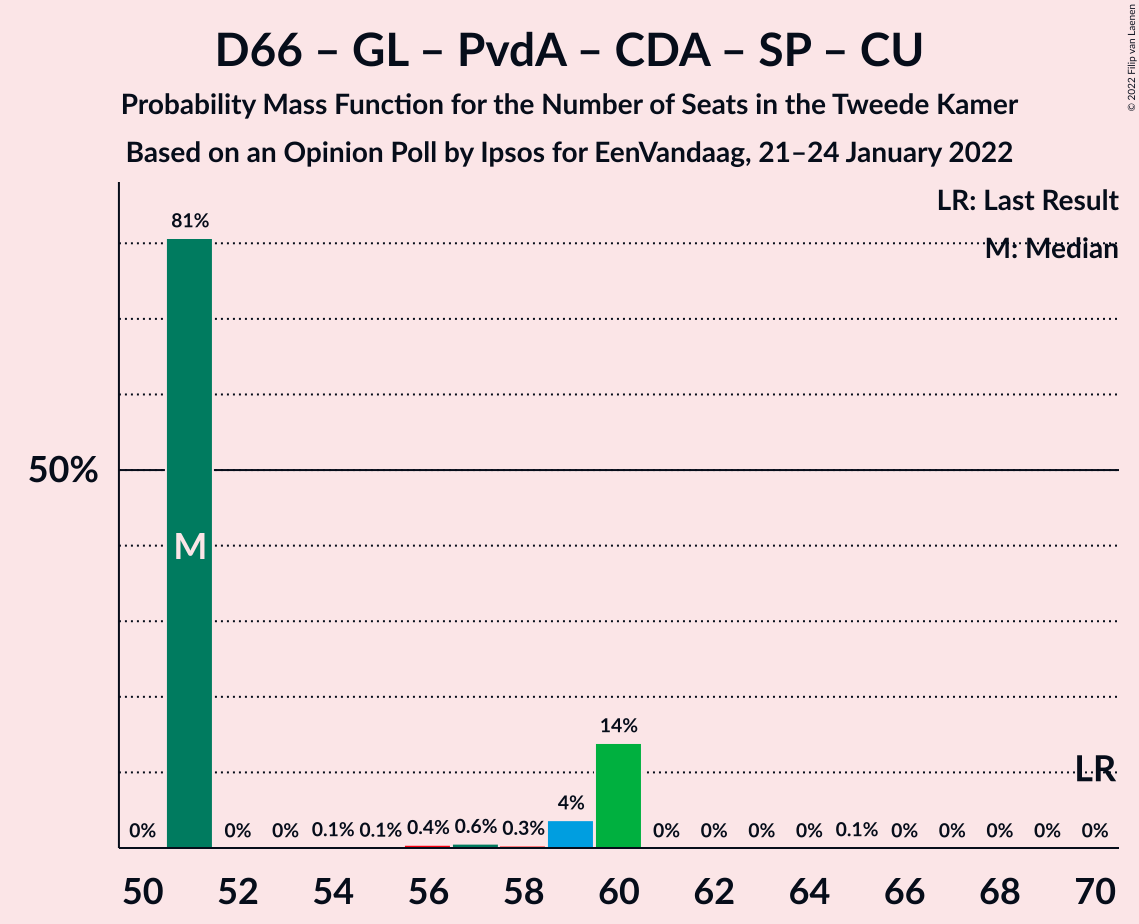 D66 – GL – PvdA – CDA – SP – CU
Probability Mass Function for the Number of Seats in the Tweede Kamer
Based on an Opinion Poll by Ipsos for EenVandaag, 21–24 January 2022
© 2022 Filip van Laenen
LR: Last Result
M: Median
81%
50%
M
14%
LR
4%
0% 0% 0% 0.1% 0.1% 0.4% 0.6% 0.3% 0% 0% 0% 0% 0.1% 0% 0% 0% 0% 0%
50 52 54 56 58 60 62 64 66 68 70